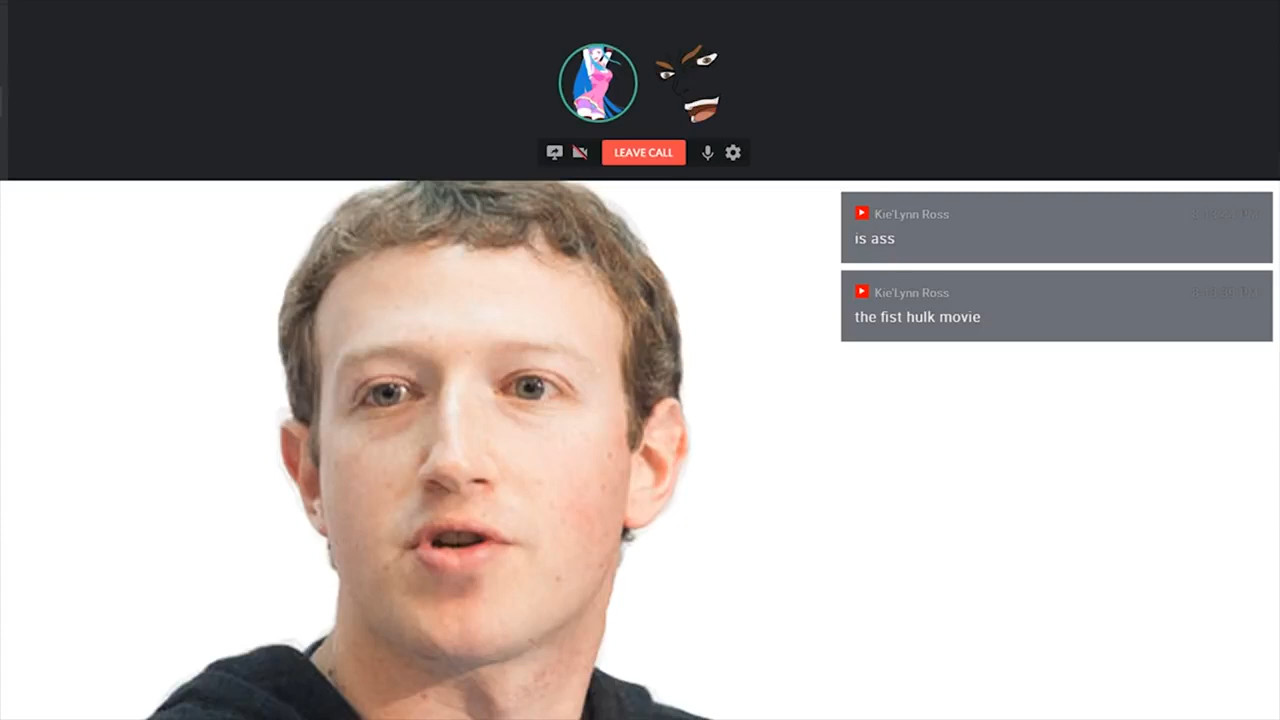 LEAVE CALL
Kie'Lynn Ross
is ass
Kie'Lynn Ross
the fist hulk movie